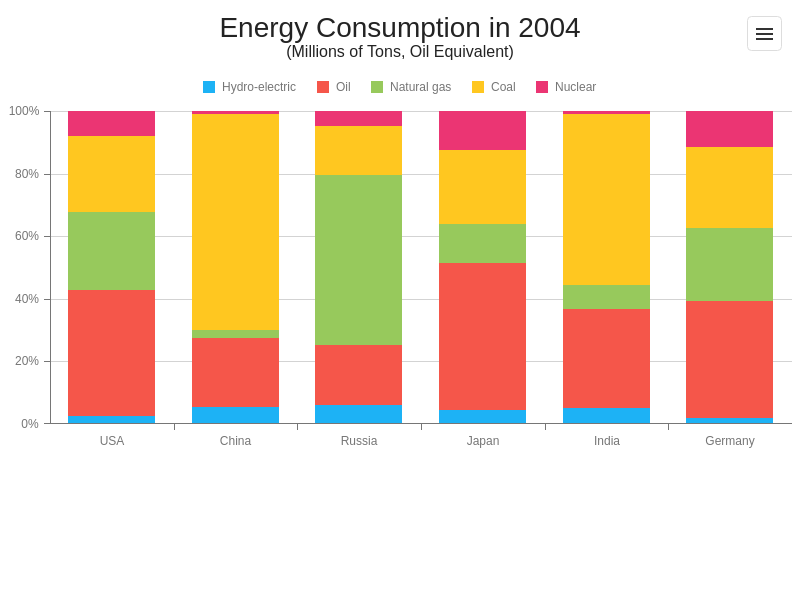 Energy Consumption in 2004
(Millions of Tons, Oil Equivalent)
Hydro-electric Oil Natural gas Coal Nuclear
100%
80%
60%
40%
20%
0%
USA China Russia Japan India Germany